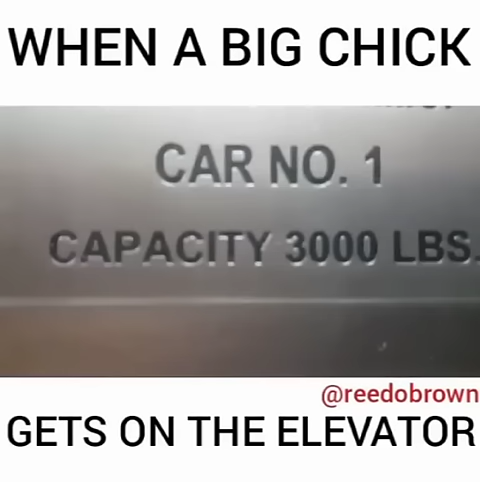 WHEN A BIG CHICK
CAR NO. 1
CAPACITY 3000 LBS.
@reedobrown
GETS ON THE ELEVATOR